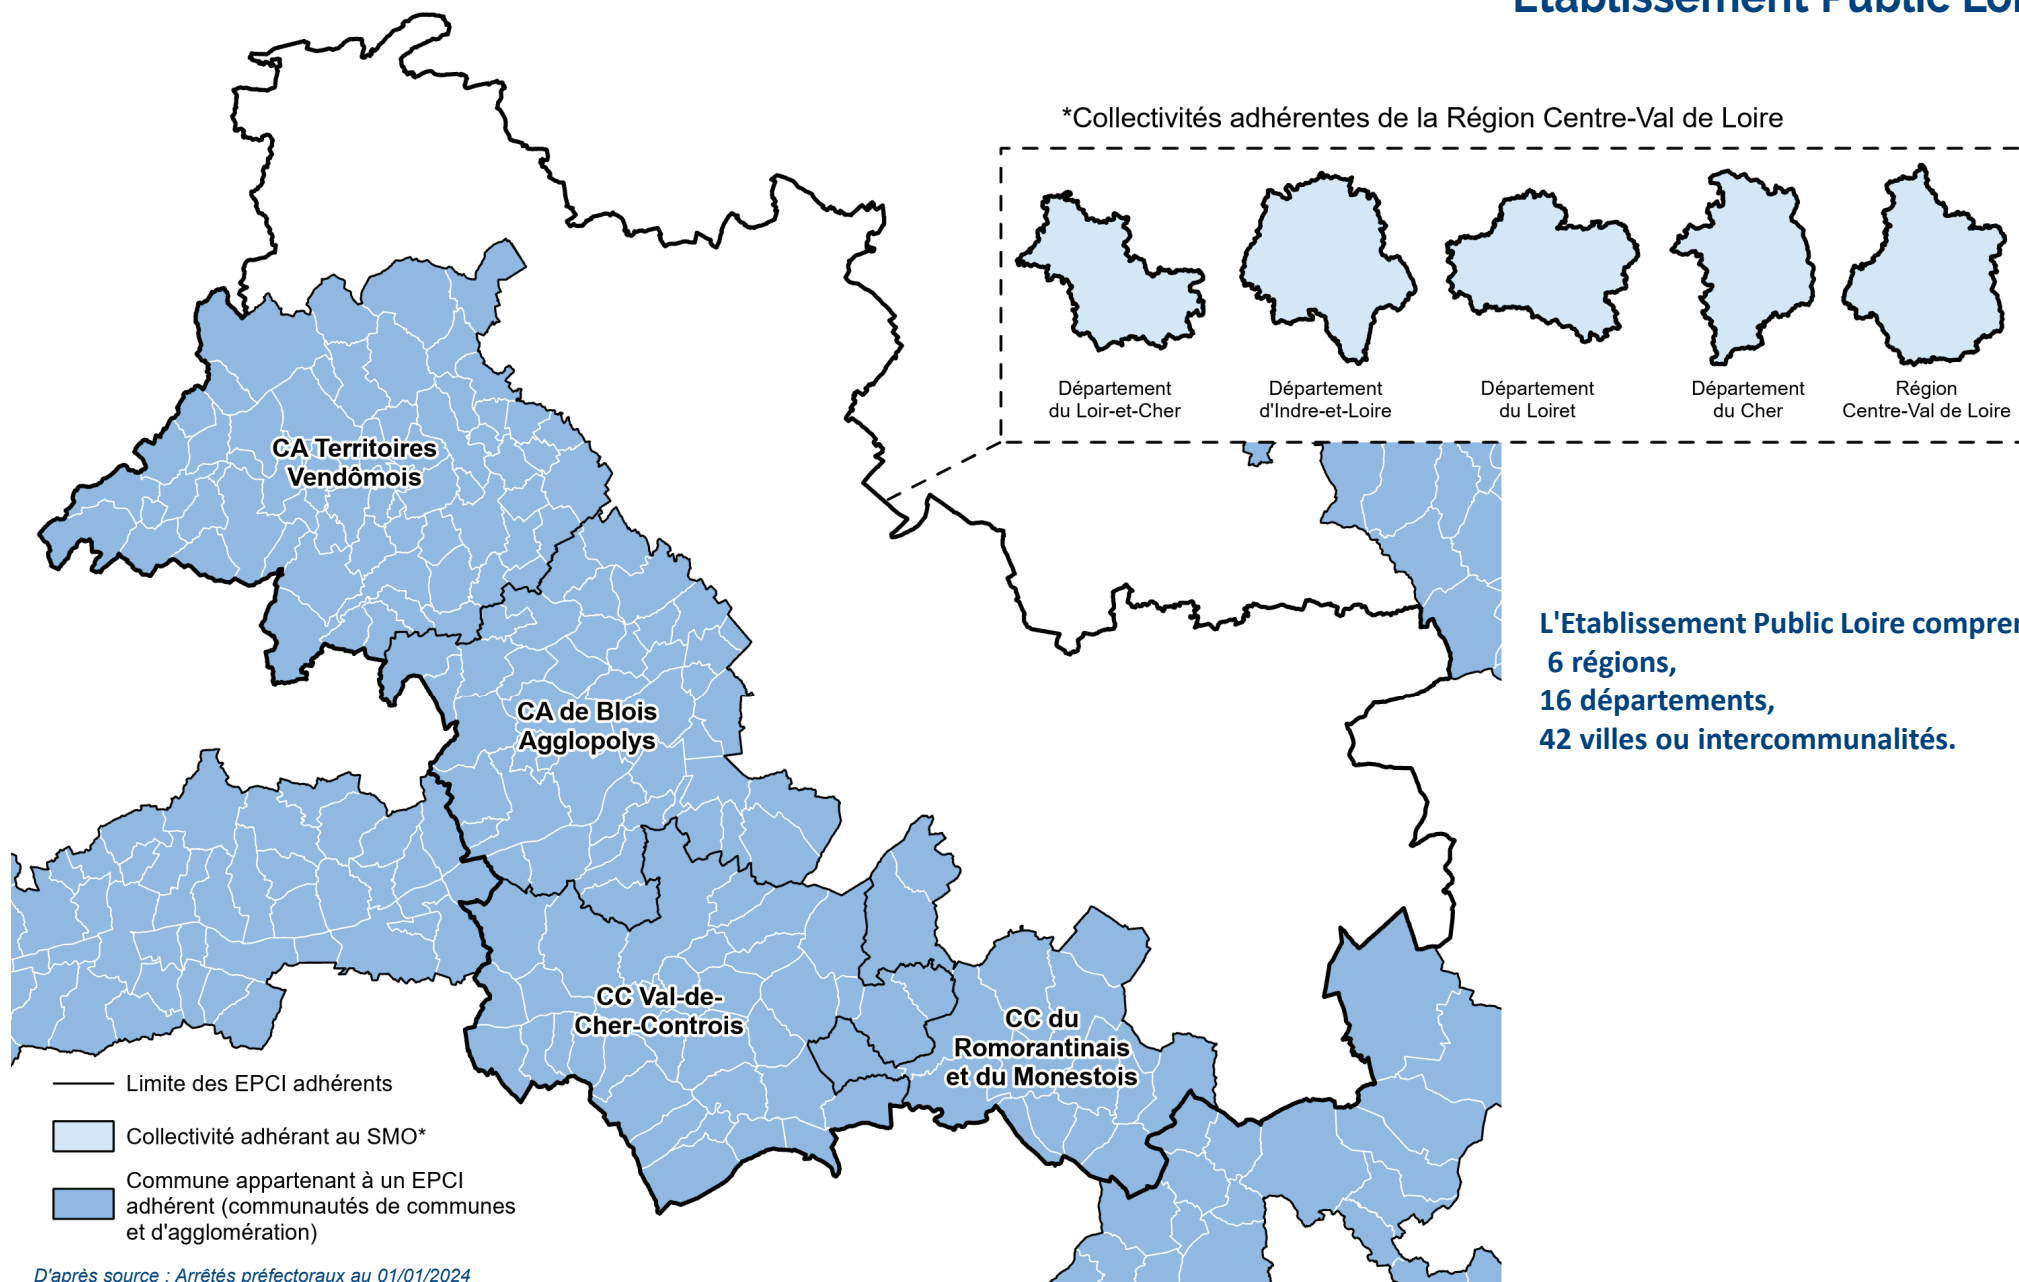 Etablissement Public
*Collectivités adhérentes de la Région Centre-Val de Loire
Département
du Loir-et-Cher
Département
d'Indre-et-Loire
Département
du Loiret
Département
du Cher
Région
Centre-Val de Loire
CA Territoires
Vendômois
CA de Blois
Agglopolys
CC Val-de-
Cher-Controis
CC du
Romorantinais
et du Monestois
L'Etablissement Public Loire
6 régions,
16 départements,
42 villes ou intercommunalités.
Limite des EPCI adhérents
Collectivité adhérant au SMO*
Commune appartenant à un EPCI
adhérent (communautés de communes
et d'agglomération)
D'après source : Arrêtés préfectoraux au 01/01/2024